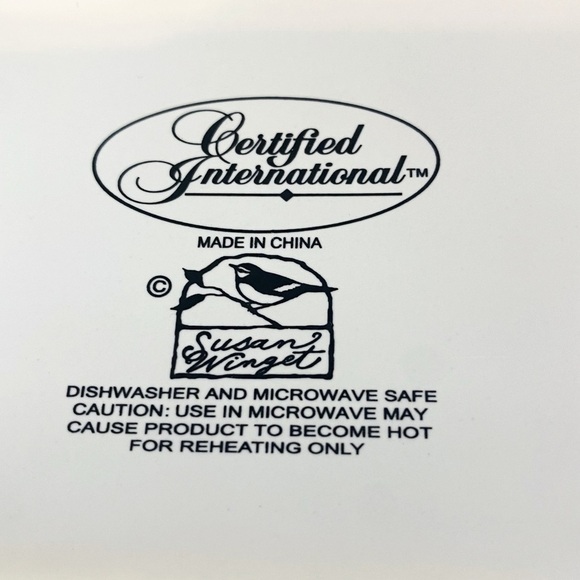 Certified
International™
MADE IN CHINA
©
Susan
Winget
DISHWASHER AND MICROWAVE SAFE
CAUTION: USE IN MICROWAVE MAY
CAUSE PRODUCT TO BECOME HOT
FOR REHEATING ONLY